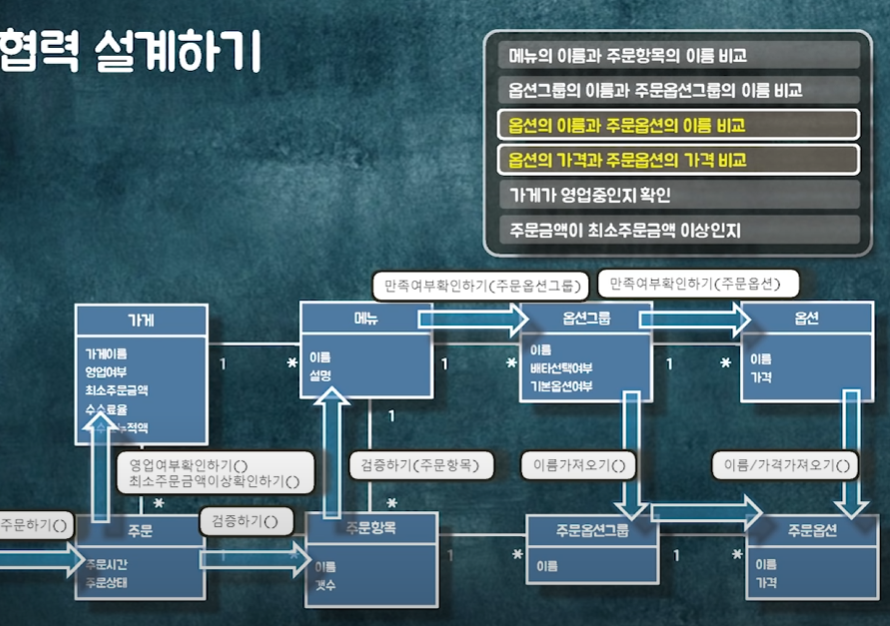 협력 설계하기
메뉴의 이름과 주문항목의 이름 비교
옵션그룹의 이름과 주문옵션그룹의 이름 비교
옵션의 이름과 주문옵션의 이름 비교
옵션의 가격과 주문옵션의 가격 비교
가게가 영업중인지 확인
주문금액이 최소주문금액 이상인지
만족여부확인하기(주문옵션그룹)
만족여부확인하기(주문옵션)
가게
가게이름
영업여부
최소주문금액
수수료율
적액
1
*
메뉴
이름
설명
1
*
옵션그룹
이름
배타선택여부
기본옵션여부
1
*
옵션
이름
가격
영업여부확인하기()
최소주문금액이상확인하기()
*
1
검증하기(주문항목)
*
이름가져오기()
이름/가격가져오기()
주문하기()
주문
주문시간
주문상태
검증하기()
1
*
주문항목
이름
갯수
1
*
주문옵션그룹
이름
1
*
주문옵션
이름
가격